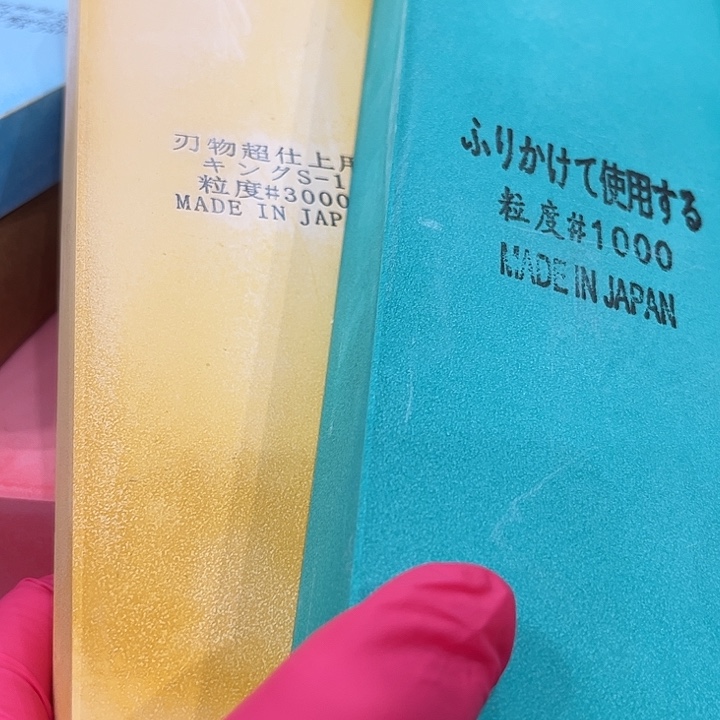 刃物超仕上用
キングS-1
粒度#3000
MADE IN JAP
ふりかけて使用する
粒度#1000
MADE IN JAPAN